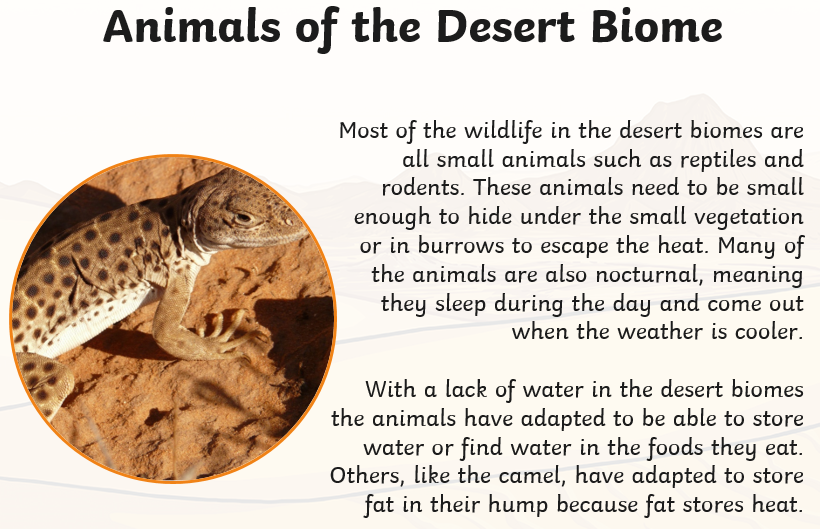 Animals of the Desert Biome
Most of the wildlife in the desert biomes are
all small animals such as reptiles and
rodents. These animals need to be small
enough to hide under the small vegetation
or in burrows to escape the heat. Many of
the animals are also nocturnal, meaning
they sleep during the day and come out
when the weather is cooler.
With a lack of water in the desert biomes
the animals have adapted to be able to store
water or find water in the foods they eat.
Others, like the camel, have adapted to store
fat in their hump because fat stores heat.